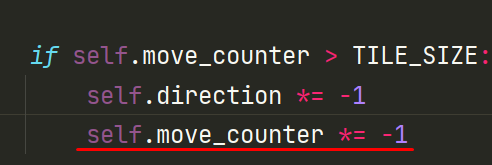 if self.move_counter > TILE_SIZE:
    self.direction *= -1
    self.move_counter *= -1